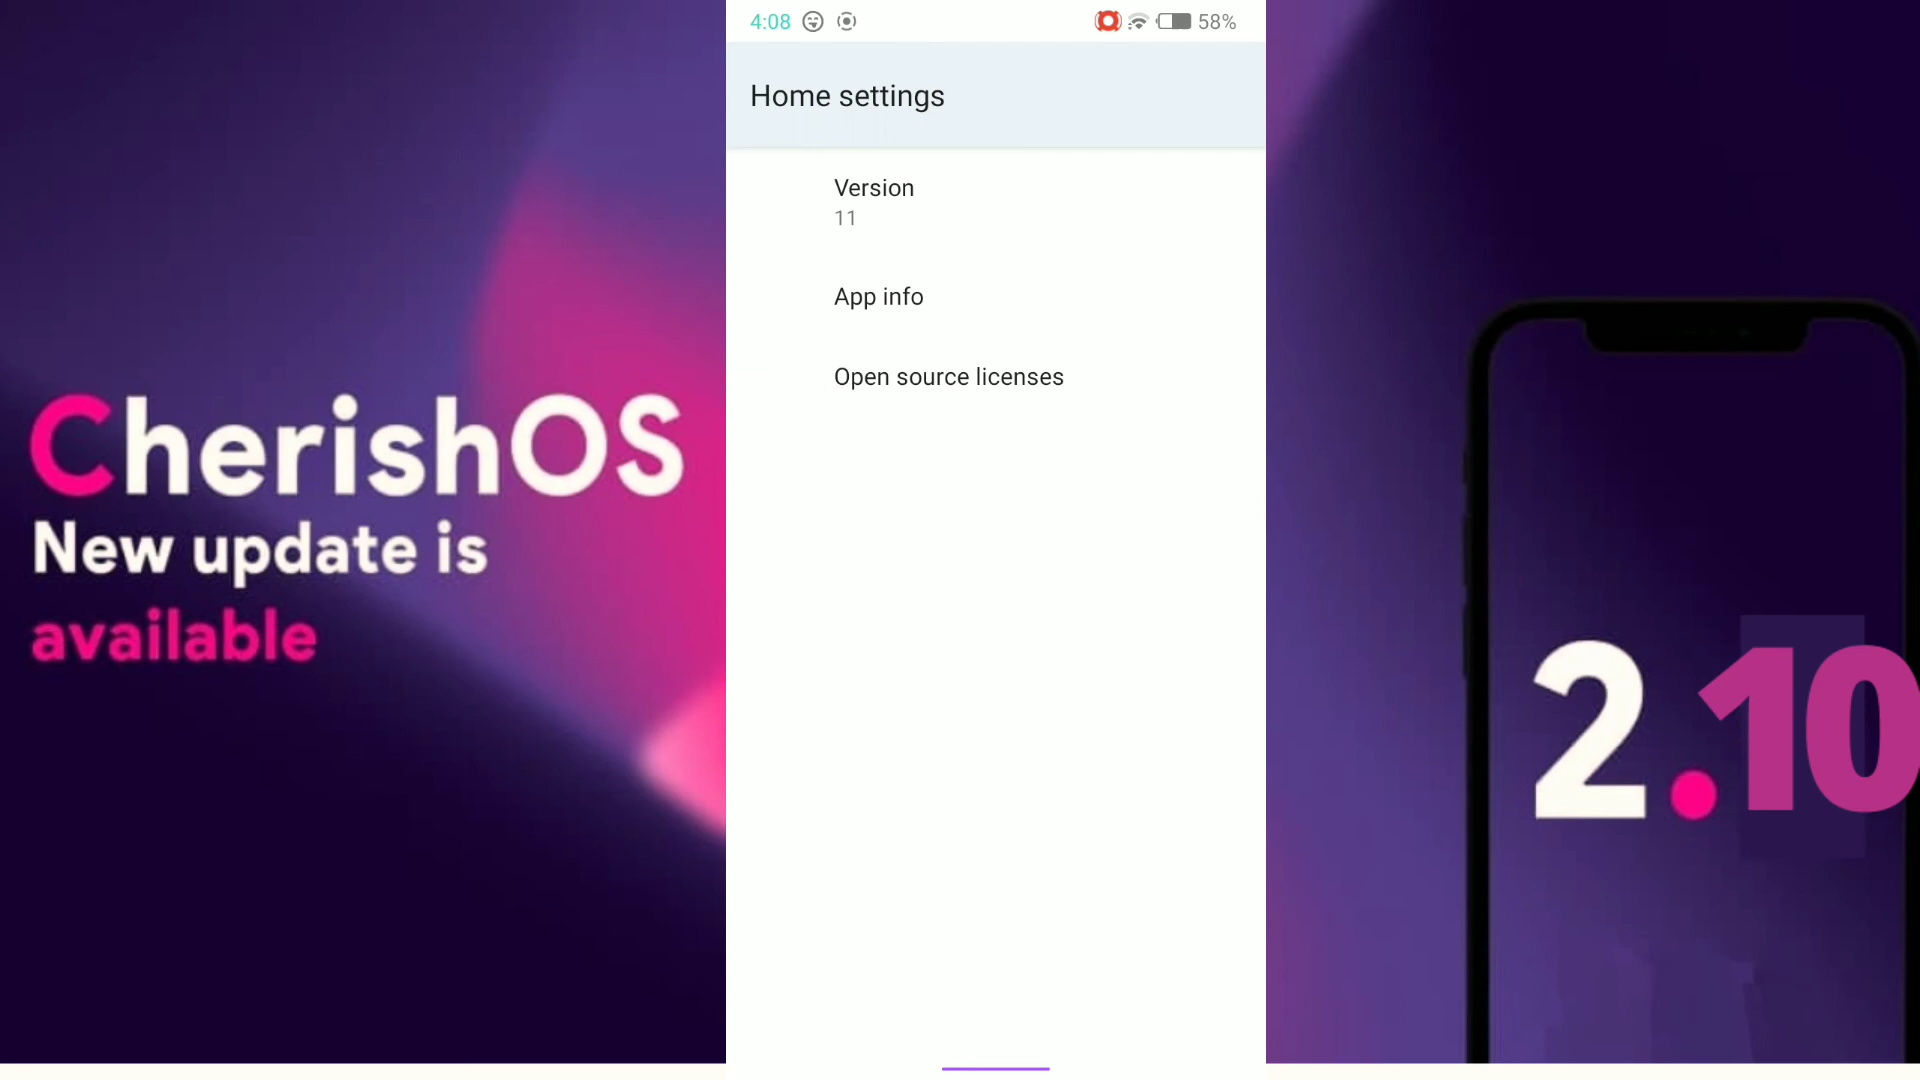 CherishOS
New update is
available
4:08
58%
Home settings
Version
11
App info
Open source licenses
2.10